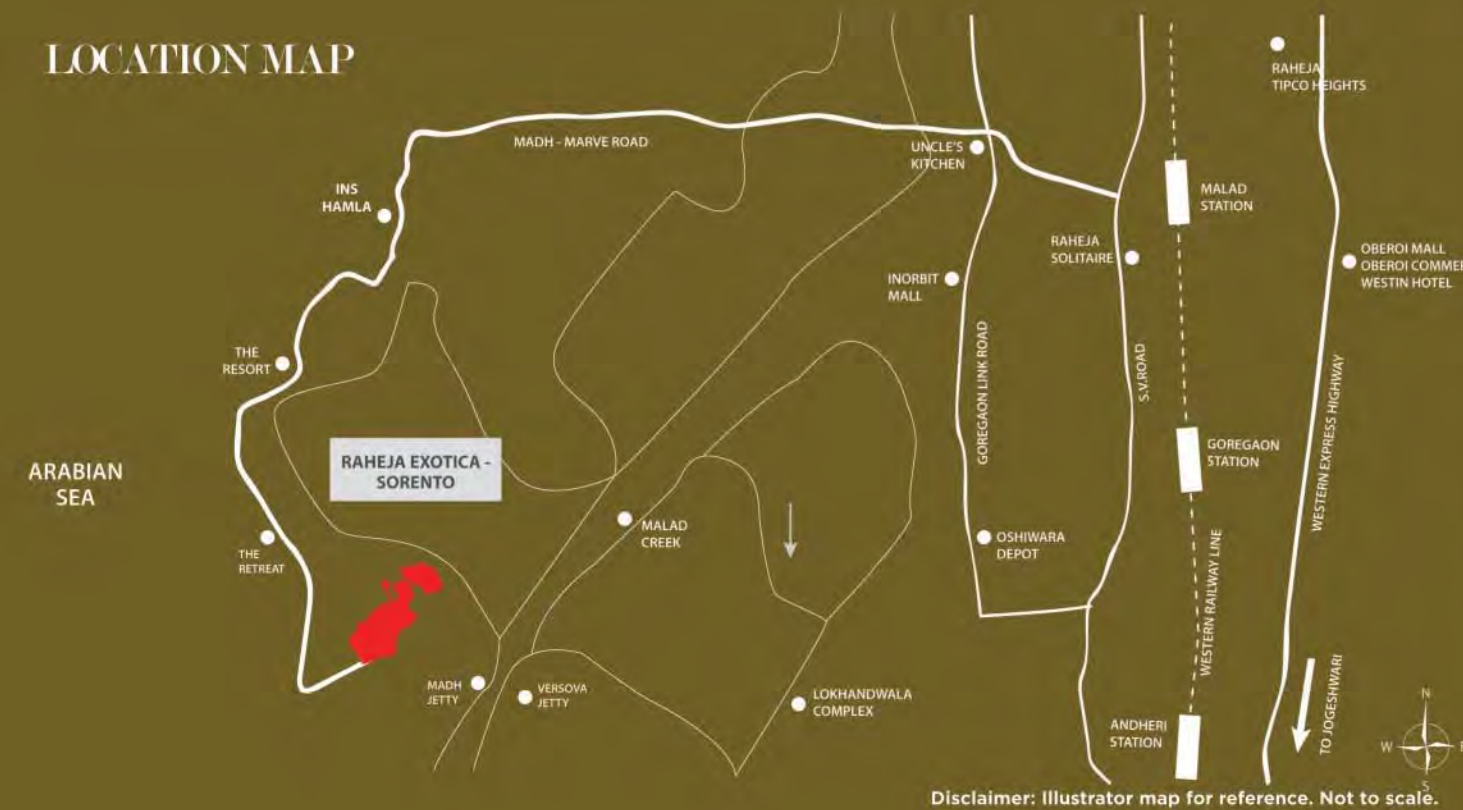 LOCATION MAP
RAHEJA
TIPCO HEIGHTS
MADH - MARVE ROAD
UNCLE'S
KITCHEN
INS
HAMLA
MALAD
STATION
RAHEJA
SOLITAIRE
OBEROI MALL
OBEROI COMMER
WESTIN HOTEL
INORBIT
MALL
THE
RESORT
GOREGAON LINK ROAD
S.V.ROAD
WESTERN EXPRESS HIGHWAY
RAHEJA EXOTICA -
SORENTO
GOREGAON
STATION
ARABIAN
SEA
MALAD
CREEK
OSHIWARA
DEPOT
THE
RETREAT
WESTERN RAILWAY LINE
MADH
JETTY
VERSOVA
JETTY
LOKHANDWALA
COMPLEX
ANDHERI
STATION
TO JOGESHWARI
N
W
E
S
Disclaimer: Illustrator map for reference. Not to scale.